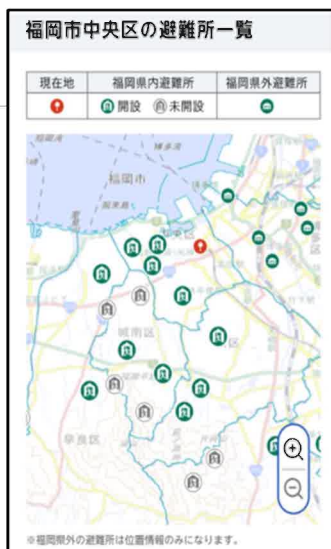 福岡市中央区の避難所一覧
現在地 福岡県内避難所 福岡県外避難所
開設 未開設
福岡市
城南区
早良区
※福岡県外の避難所は位置情報のみになります。